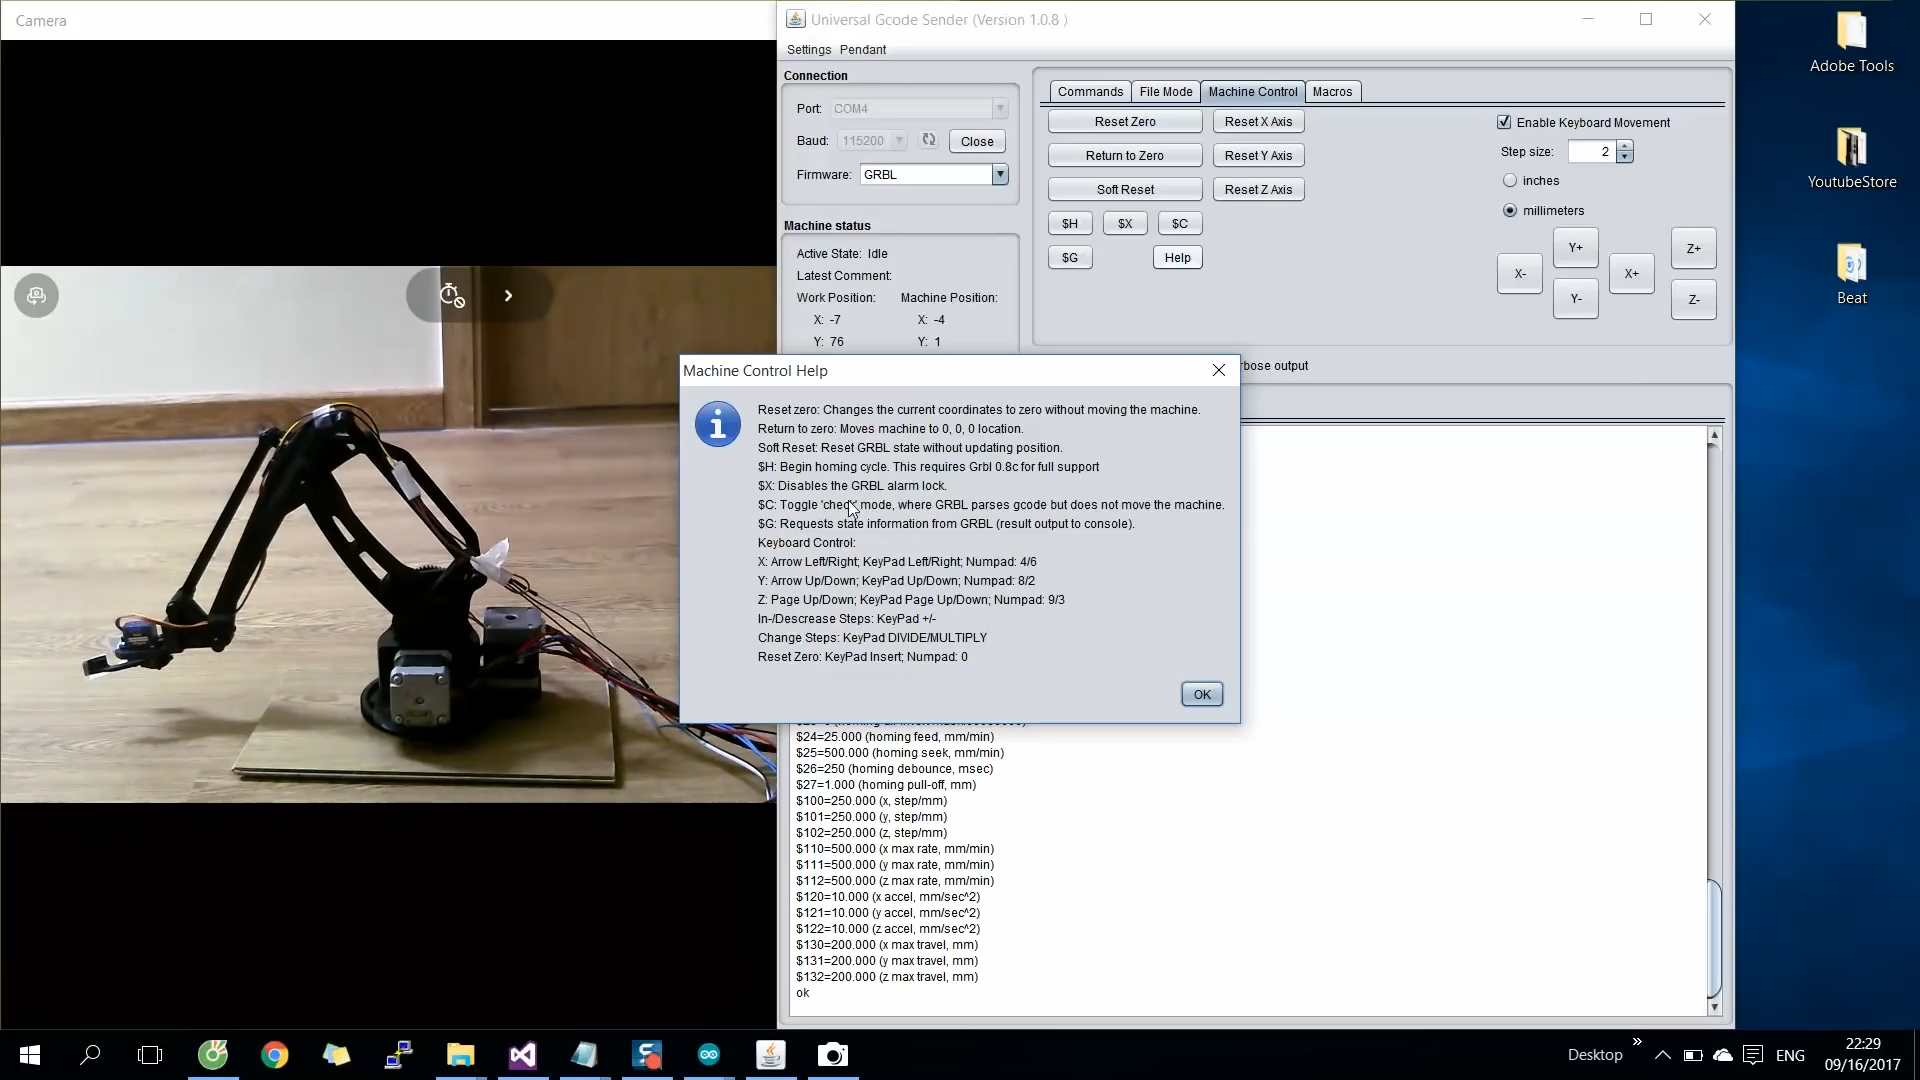 Camera
Universal Gcode Sender (Version 1.0.8 )
Settings Pendant
Connection
Port: COM4
Baud: 115200
Close
Firmware: GRBL
Machine status
Active State: Idle
Latest Comment:
Work Position: Machine Position:
X: -7 X: -4
Y: 76 Y: 1
Commands File Mode Machine Control Macros
Reset Zero Reset X Axis
Return to Zero Reset Y Axis
Soft Reset Reset Z Axis
$H $X $C
$G Help
Enable Keyboard Movement
Step size: 2
inches
millimeters
Y+ Z+
X- X+
Y- Z-
output
Machine Control Help
Reset zero: Changes the current coordinates to zero without moving the machine.
Return to zero: Moves machine to 0, 0, 0 location.
Soft Reset: Reset GRBL state without updating position.
$H: Begin homing cycle. This requires Grbl 0.8c for full support
$X: Disables the GRBL alarm lock.
$C: Toggle 'check' mode, where GRBL parses gcode but does not move the machine.
$G: Requests state information from GRBL (result output to console).
Keyboard Control:
X: Arrow Left/Right; KeyPad Left/Right; Numpad: 4/6
Y: Arrow Up/Down; KeyPad Up/Down; Numpad: 8/2
Z: Page Up/Down; KeyPad Page Up/Down; Numpad: 9/3
In-/Descrease Steps: KeyPad +/-
Change Steps: KeyPad DIVIDE/MULTIPLY
Reset Zero: KeyPad Insert; Numpad: 0
OK
$24=25.000 (homing feed, mm/min)
$25=500.000 (homing seek, mm/min)
$26=250 (homing debounce, msec)
$27=1.000 (homing pull-off, mm)
$100=250.000 (x, step/mm)
$101=250.000 (y, step/mm)
$102=250.000 (z, step/mm)
$110=500.000 (x max rate, mm/min)
$111=500.000 (y max rate, mm/min)
$112=500.000 (z max rate, mm/min)
$120=10.000 (x accel, mm/sec^2)
$121=10.000 (y accel, mm/sec^2)
$122=10.000 (z accel, mm/sec^2)
$130=200.000 (x max travel, mm)
$131=200.000 (y max travel, mm)
$132=200.000 (z max travel, mm)
ok
Adobe Tools
YoutubeStore
Beat
Desktop
ENG
22:29
09/16/2017